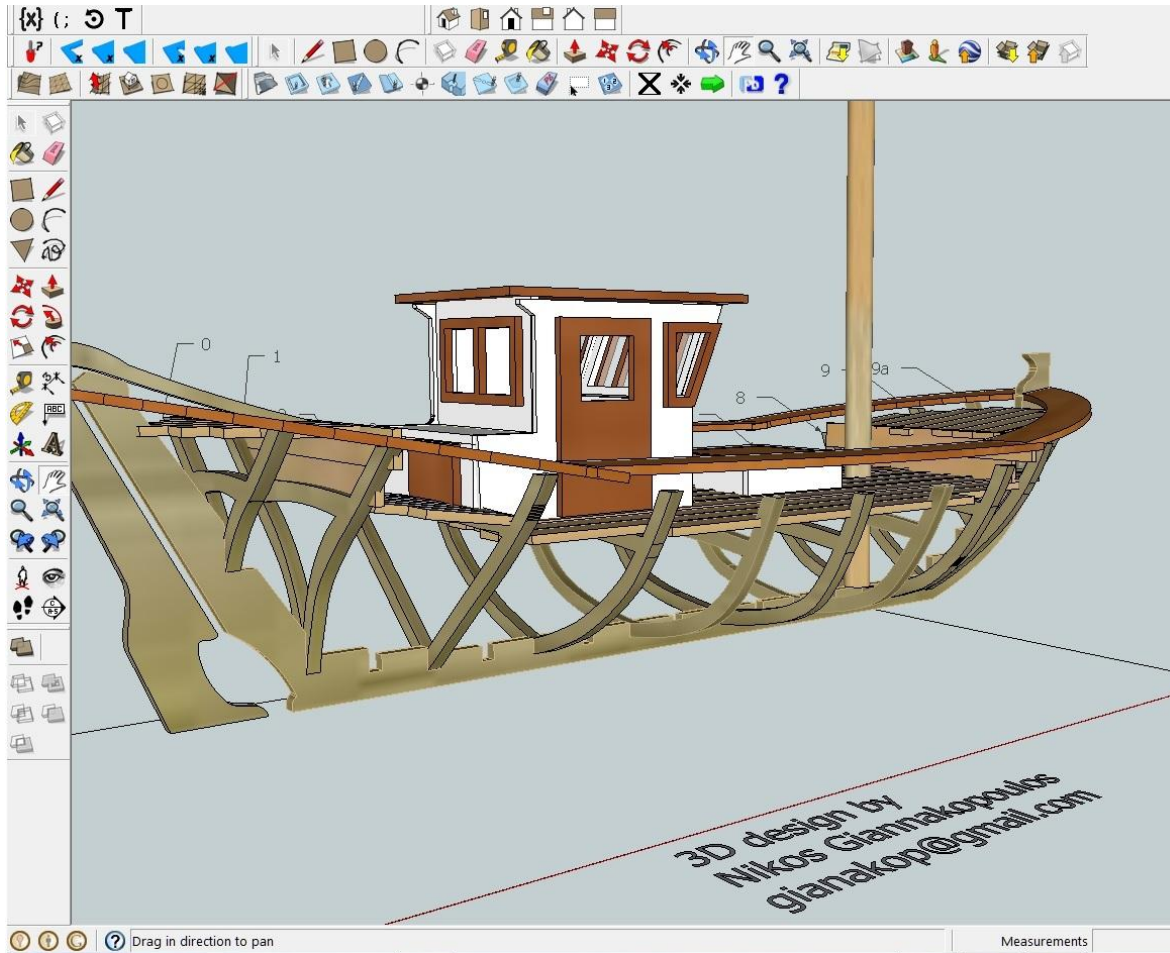 {x} (; T
0
1
8
9
9a
ABC
3D design by
Nikos Giannakopoulos
gianakop@gmail.com
Drag in direction to pan
Measurements